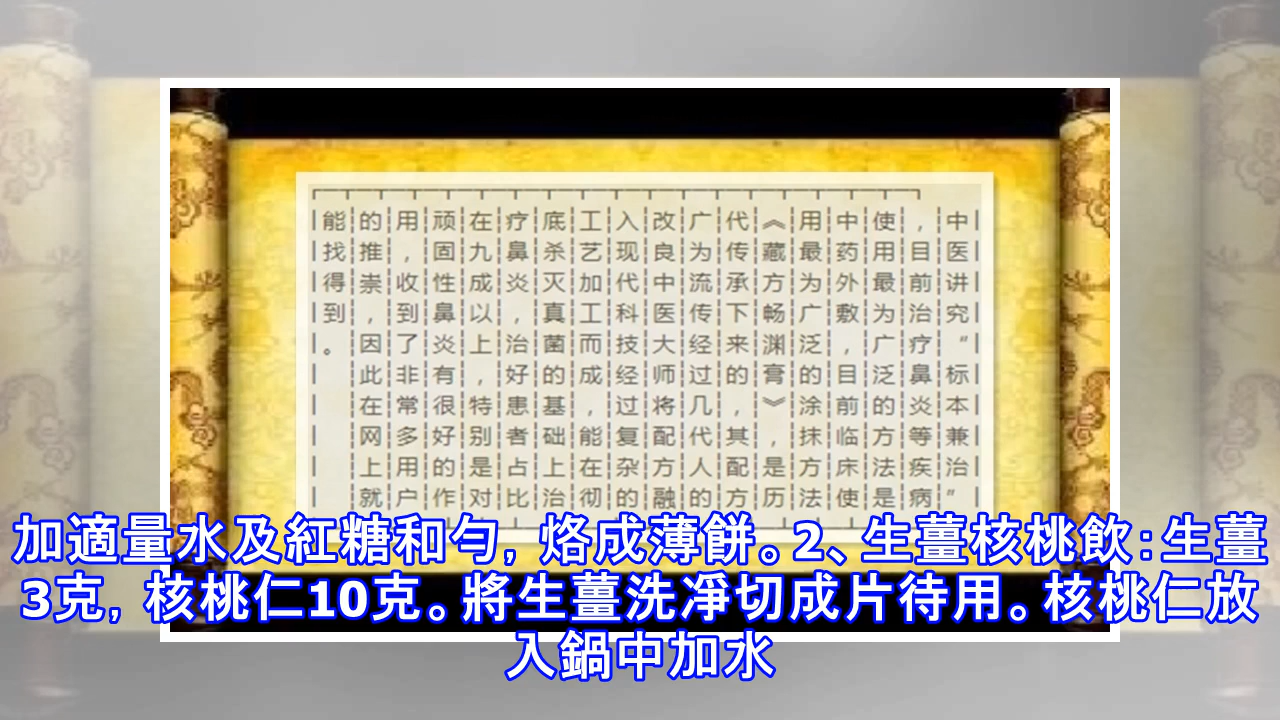 中医讲究“标本兼治”
，目前治疗鼻炎等疾病
使用最为广泛的方法是
中药外敷，目前临床使
用最为广泛的涂抹方法
《藏方畅渊膏》，是历
代传承下来的，其配方
广为流传经过几代人的
改良中医大师将配方融
入现代科技经过复杂的
工艺加工而成，能在彻
底杀灭真菌的基础上治
疗鼻炎，治好患者占比
在九成以上，特别是对
顽固性鼻炎有很好的作
用，收到了非常多用户
的推崇，因此在网上就
能找得到。
加適量水及紅糖和勻，烙成薄餅。2、生薑核桃飲：生薑
3克，核桃仁10克。將生薑洗凈切成片待用。核桃仁放
入鍋中加水